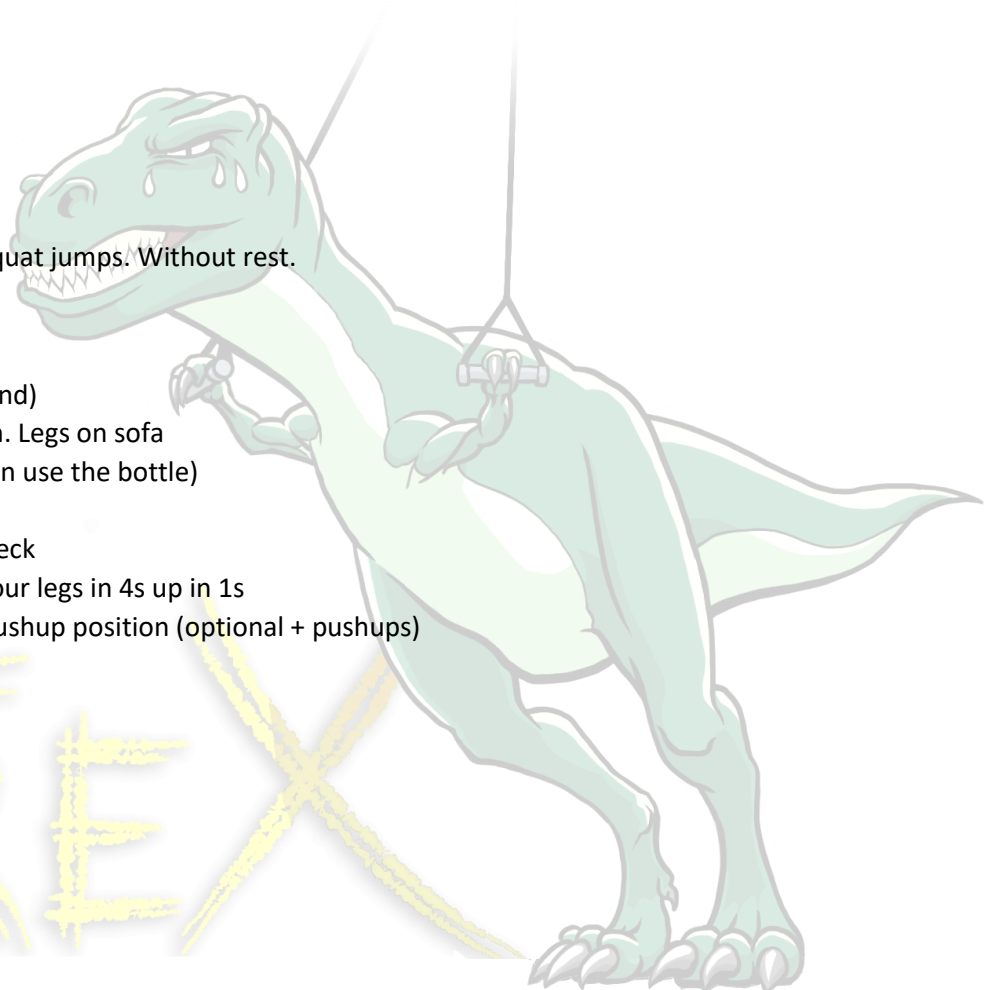 quat jumps. Without rest.
nd)
. Legs on sofa
n use the bottle)
eck
our legs in 4s up in 1s
ushup position (optional + pushups)
EX